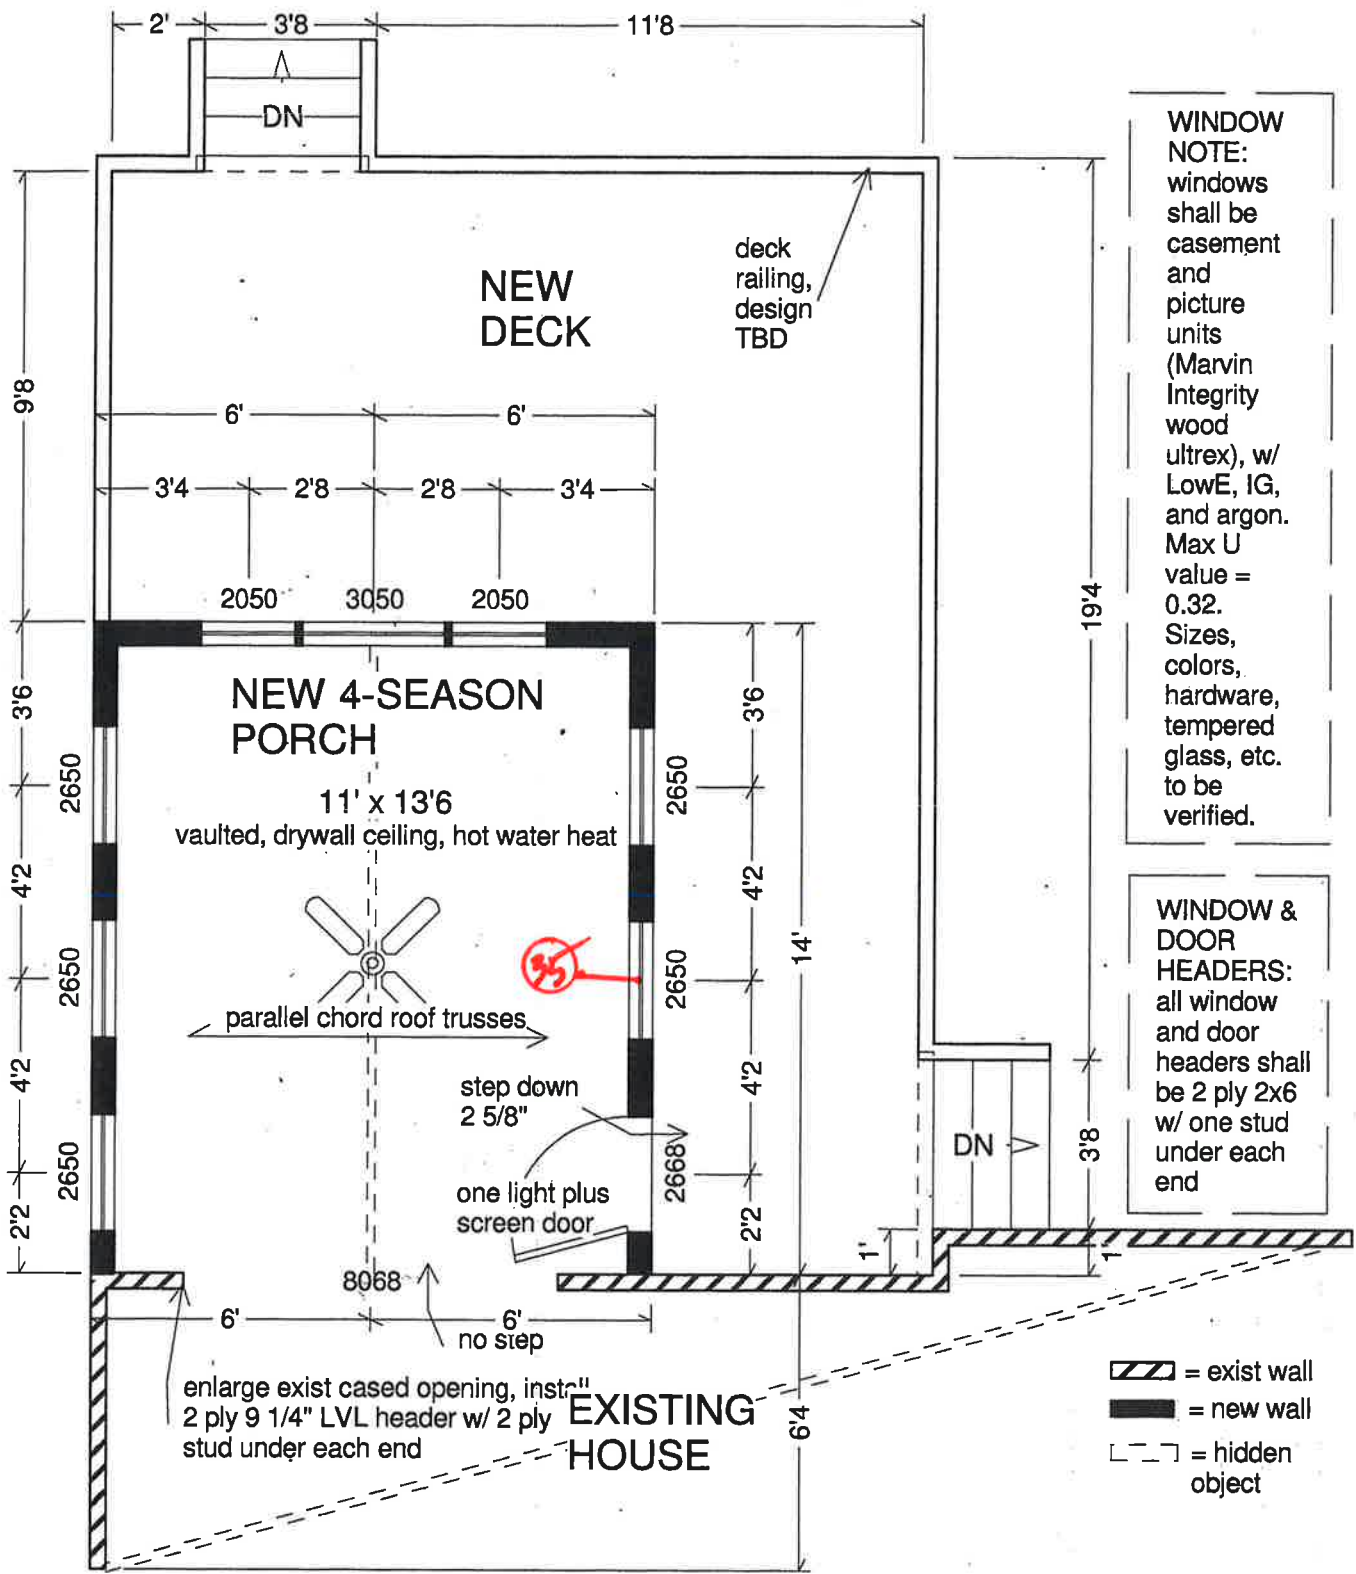 2'
3'8
11'8
DN
WINDOW
NOTE:
windows
shall be
casement
and
picture
units
(Marvin
Integrity
wood
ultrex), w/
LowE, IG,
and argon.
Max U
value =
0.32.
Sizes,
colors,
hardware,
tempered
glass, etc.
to be
verified.
deck
railing,
design
TBD
NEW
DECK
9'8
6'
6'
3'4
2'8
2'8
3'4
2050
3050
2050
19'4
NEW 4-SEASON
PORCH
11' x 13'6
vaulted, drywall ceiling, hot water heat
3'6
2650
4'2
2650
4'2
2650
2'2
3'6
2650
4'2
2650
4'2
2668
2'2
14'
35
parallel chord roof trusses
step down
2 5/8"
one light plus
screen door
WINDOW &
DOOR
HEADERS:
all window
and door
headers shall
be 2 ply 2x6
w/ one stud
under each
end
DN
3'8
1'
1'
8068
6'
6'
no step
enlarge exist cased opening, install
2 ply 9 1/4" LVL header w/ 2 ply
stud under each end
EXISTING
HOUSE
6'4
= exist wall
= new wall
= hidden
object